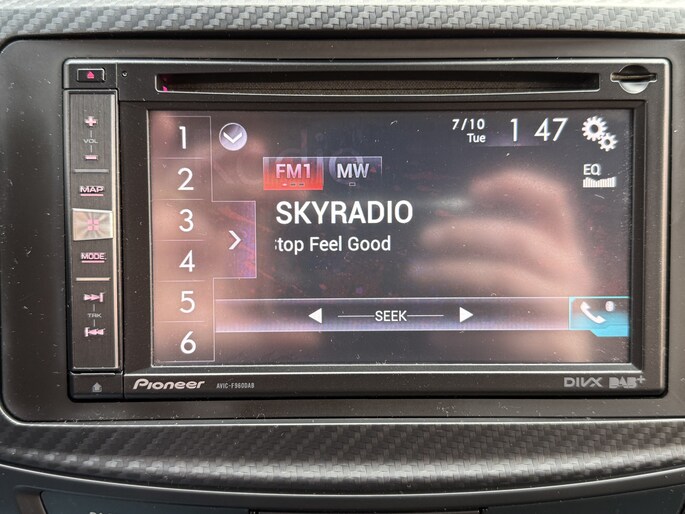 VOL
MAP
MODE
TRK
1
2
3
4
5
6
7/10
Tue
1 47
FM1
MW
EQ
SKYRADIO
top Feel Good
SEEK
Pioneer
AVIC-F960DAB
DIVX
DAB+